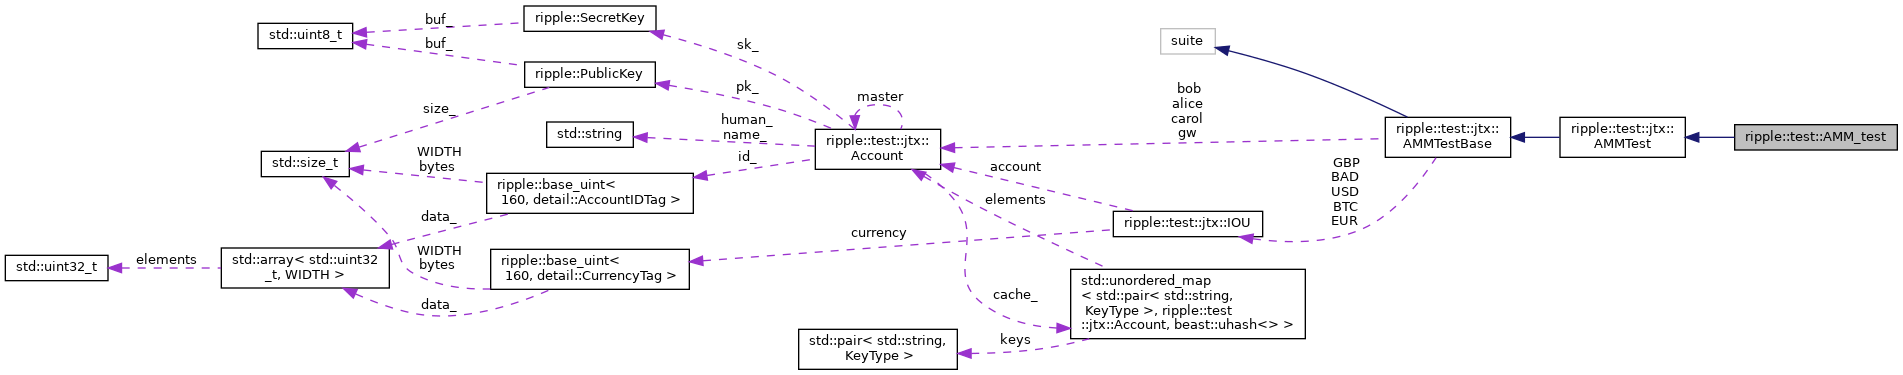 std::uint8_t
buf_
ripple::SecretKey
buf_
ripple::PublicKey
size_
std::size_t
sk_
pk_
master
std::string
human_
name_
ripple::test::jtx::
Account
id_
WIDTH
bytes
ripple::base_uint<
160, detail::AccountIDTag >
data_
WIDTH
bytes
std::uint32_t
elements
std::array< std::uint32
_t, WIDTH >
ripple::base_uint<
160, detail::CurrencyTag >
data_
currency
account
elements
cache_
ripple::test::jtx::IOU
std::unordered_map
< std::pair< std::string,
KeyType >, ripple::test
::jtx::Account, beast::uhash<> >
keys
std::pair< std::string,
KeyType >
suite
bob
alice
carol
gw
ripple::test::jtx::
AMMTestBase
GBP
BAD
USD
BTC
EUR
ripple::test::jtx::
AMMTest
ripple::test::AMM_test